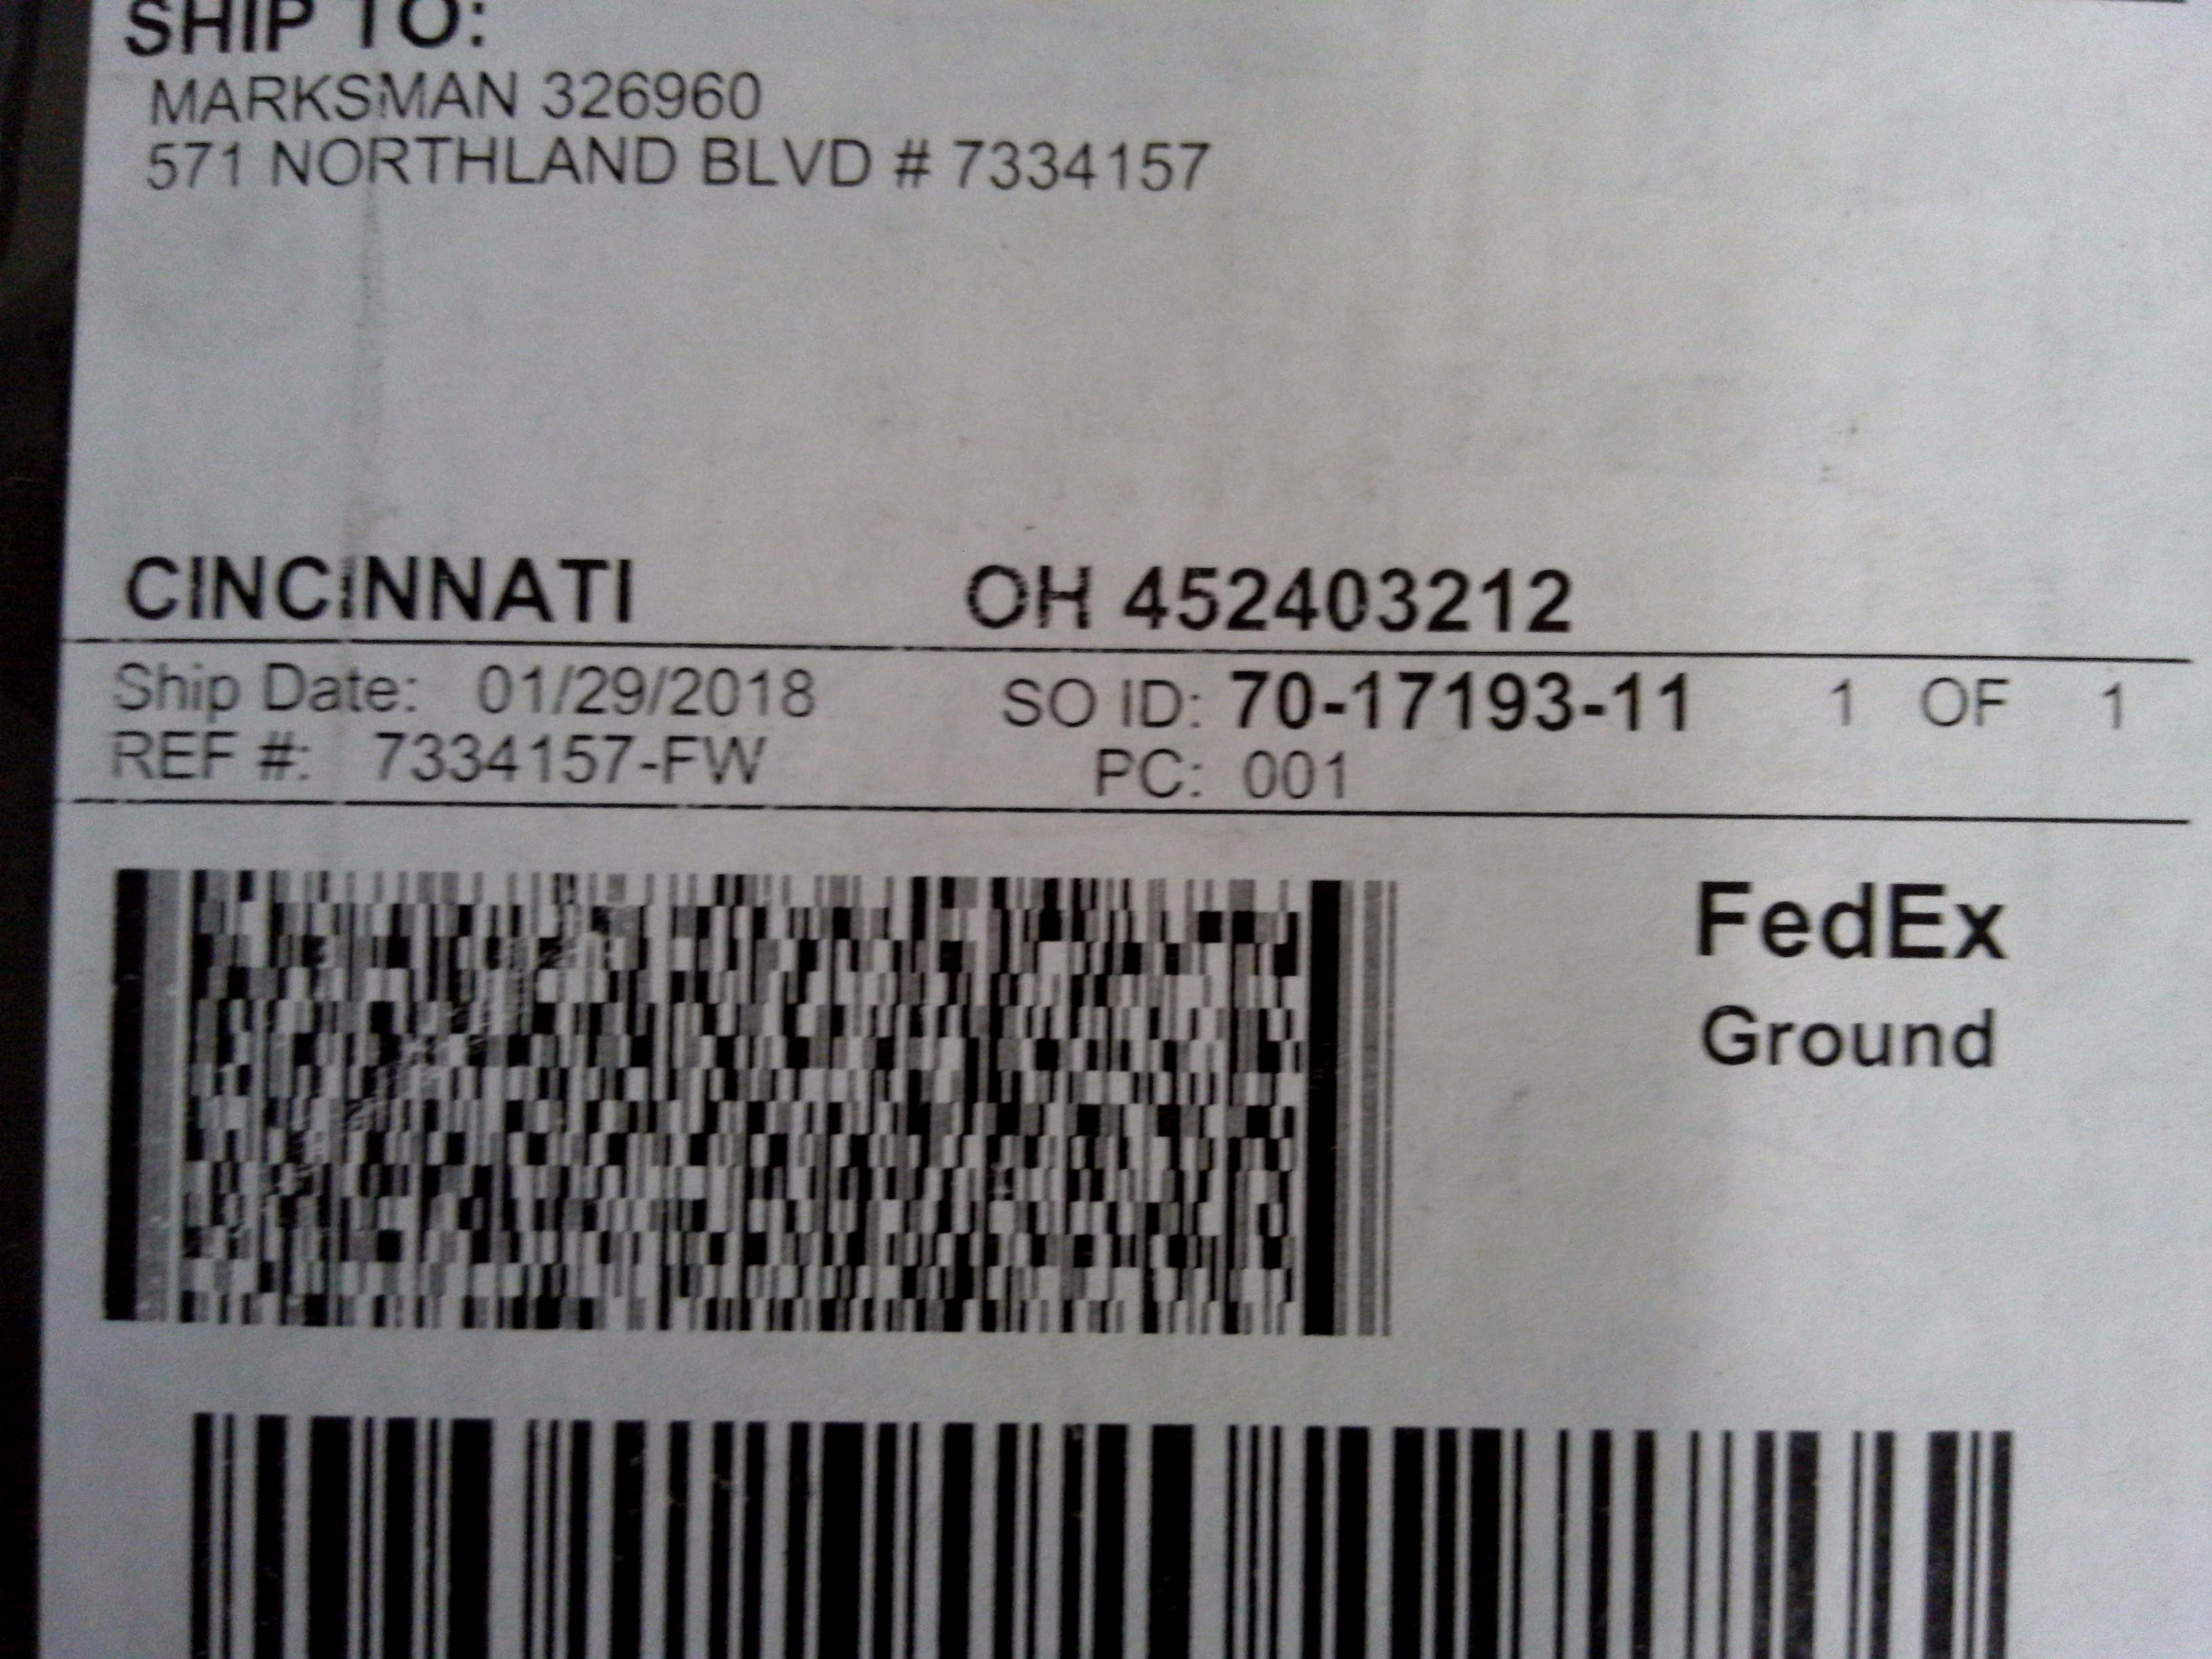 SHIP TO:
MARKSMAN 326960
571 NORTHLAND BLVD # 7334157
CINCINNATI OH 452403212
Ship Date: 01/29/2018 SO ID: 70-17193-11 1 OF 1
REF #: 7334157-FW PC: 001
FedEx
Ground